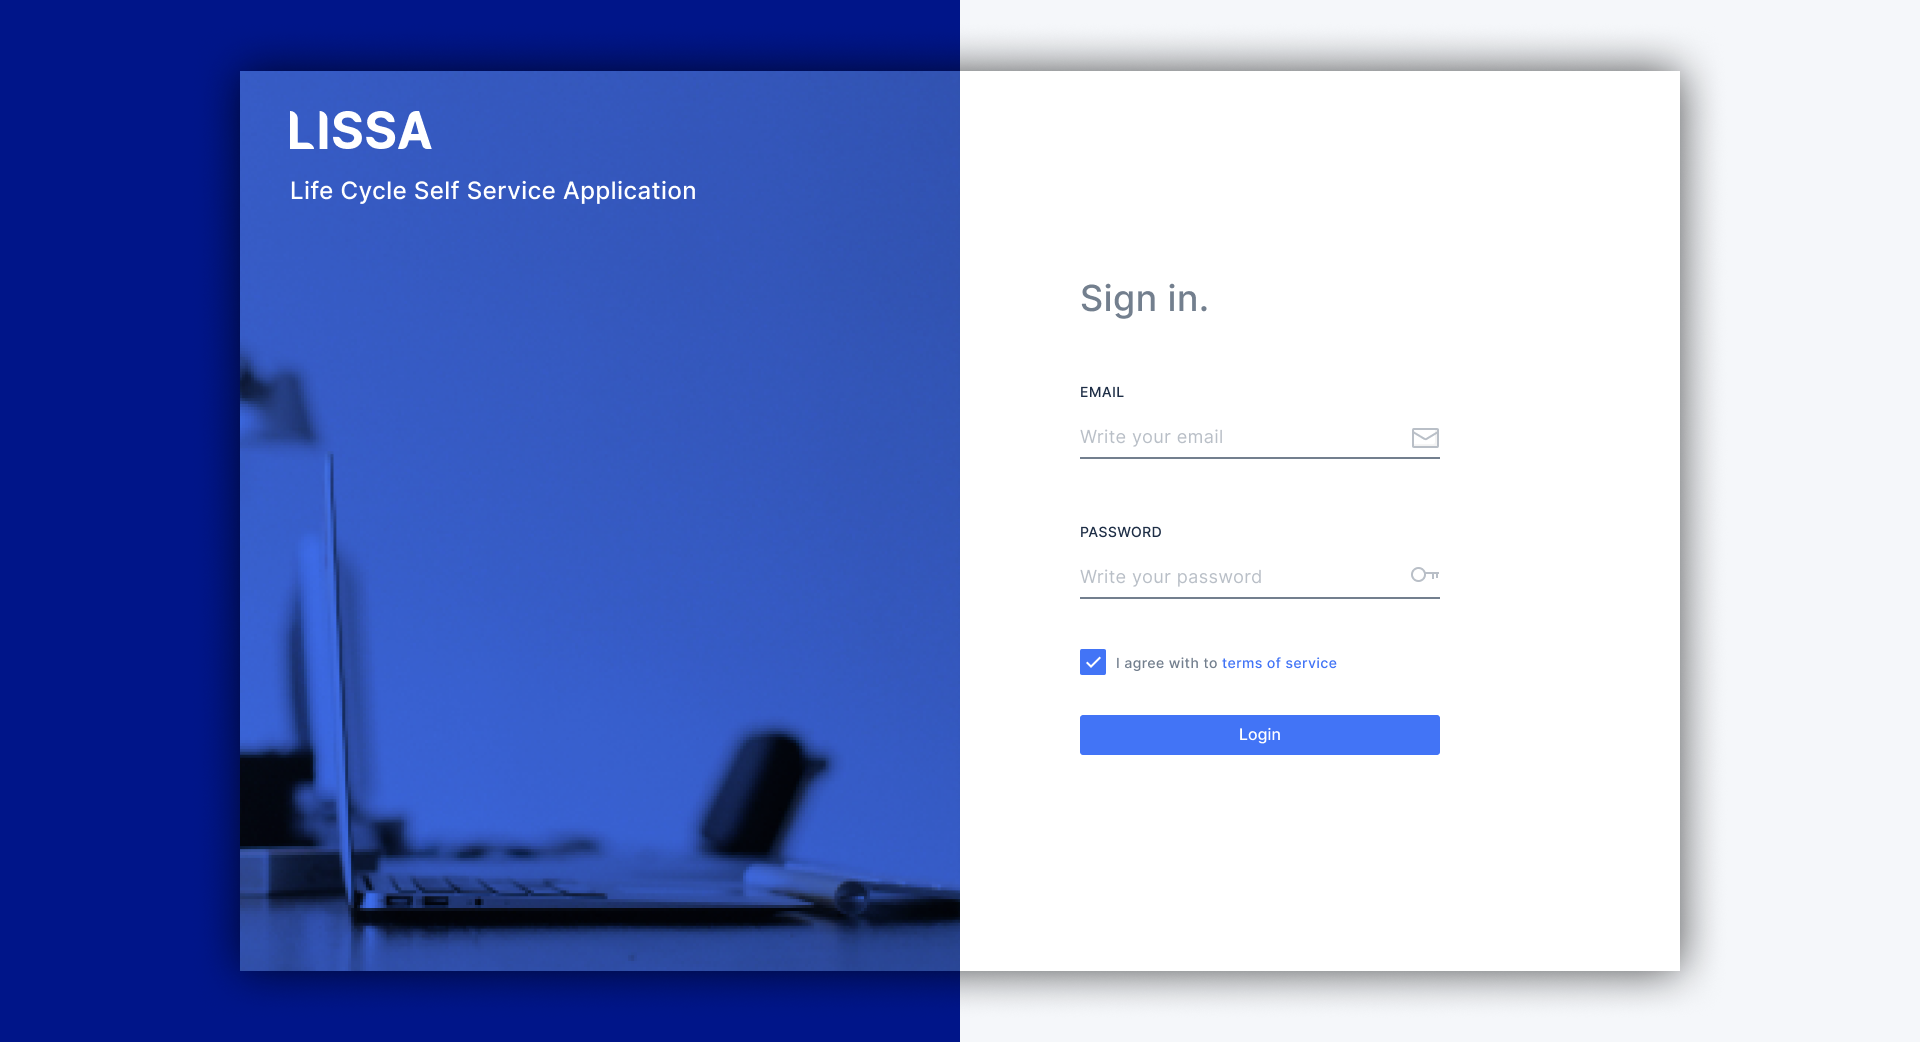 LISSA
Life Cycle Self Service Application
Sign in.
EMAIL
Write your email
PASSWORD
Write your password
I agree with to terms of service
Login